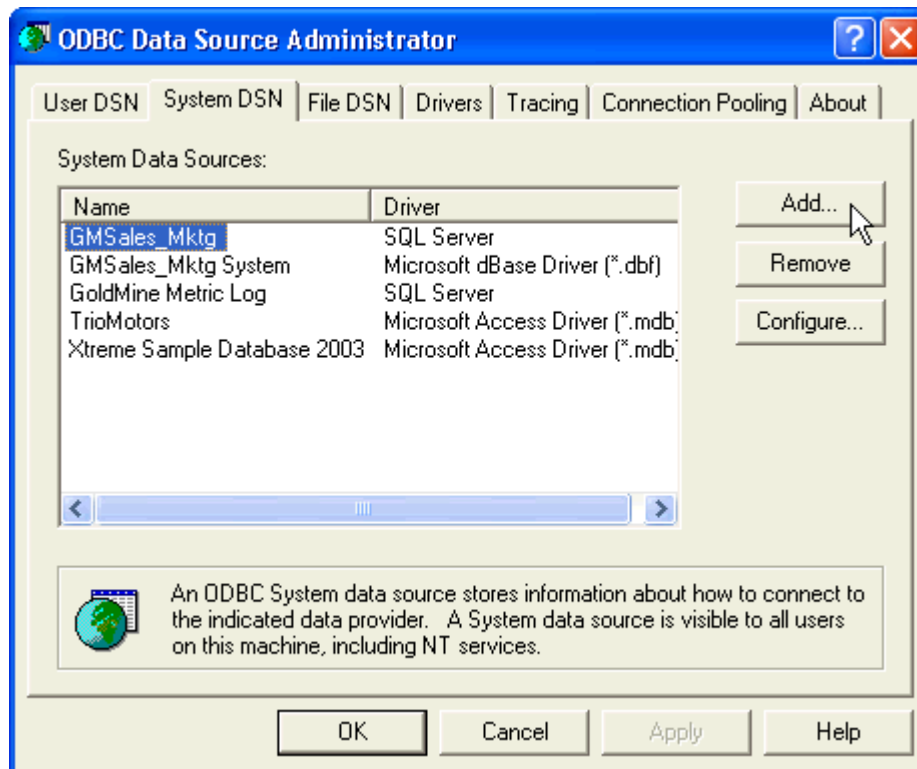 ODBC Data Source Administrator
User DSN System DSN File DSN Drivers Tracing Connection Pooling About
System Data Sources:
Name Driver
GMSales_Mktg SQL Server
GMSales_Mktg System Microsoft dBase Driver (*.dbf)
GoldMine Metric Log SQL Server
TrioMotors Microsoft Access Driver (*.mdb)
Xtreme Sample Database 2003 Microsoft Access Driver (*.mdb)
Add...
Remove
Configure...
An ODBC System data source stores information about how to connect to
the indicated data provider. A System data source is visible to all users
on this machine, including NT services.
OK Cancel Apply Help